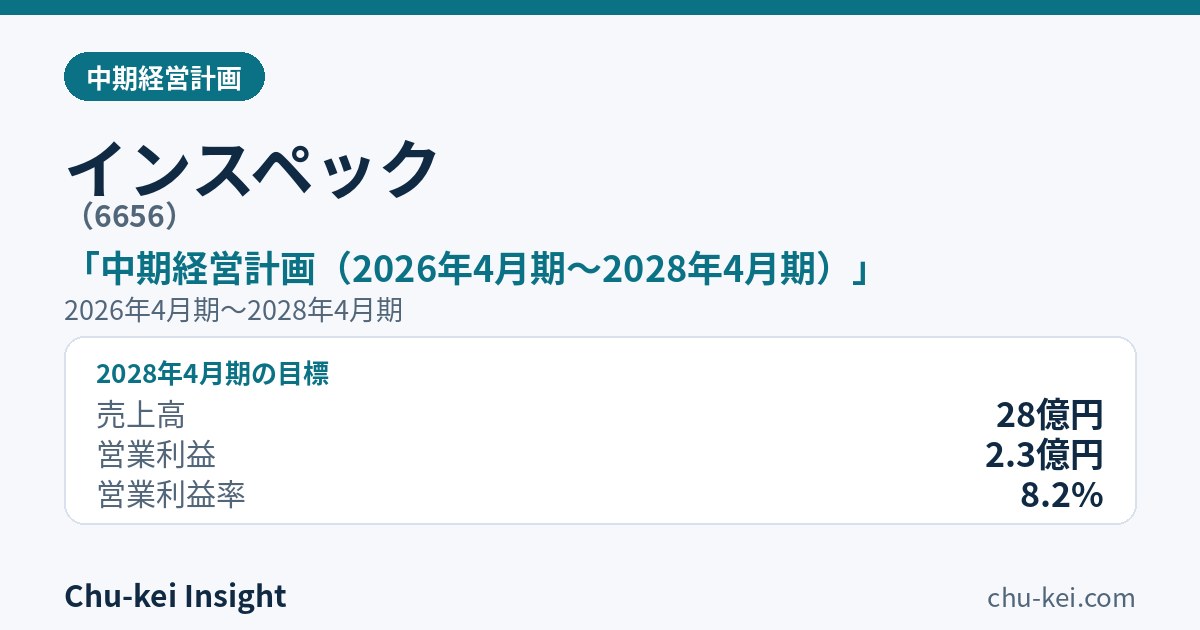 中期経営計画
インスペック
（6656）
「中期経営計画（2026年4月期〜2028年4月期）」
2026年4月期〜2028年4月期
2028年4月期の目標
売上高 28億円
営業利益 2.3億円
営業利益率 8.2%
Chu-kei Insight chu-kei.com